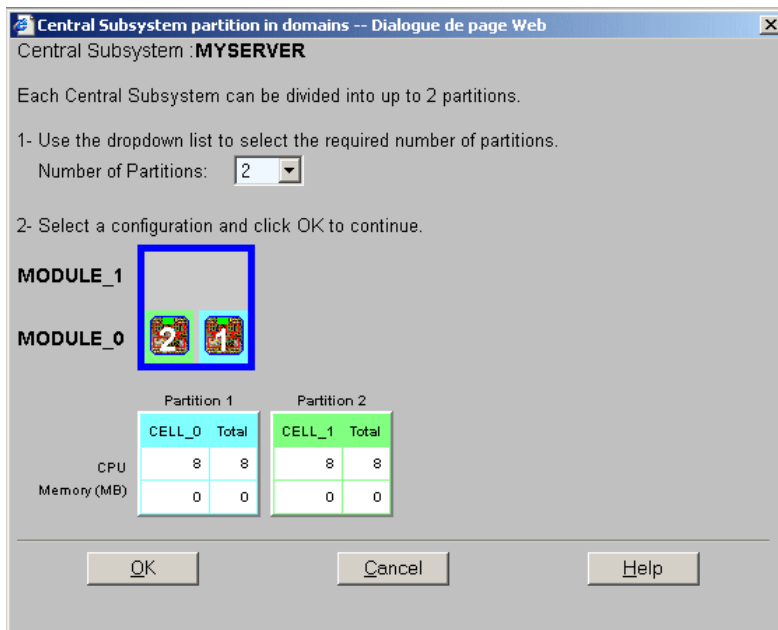 Central Subsystem partition in domains -- Dialogue de page Web
Central Subsystem : MYSERVER
Each Central Subsystem can be divided into up to 2 partitions.
1- Use the dropdown list to select the required number of partitions.
Number of Partitions: 2
2- Select a configuration and click OK to continue.
MODULE_1
MODULE_0 2 1
Partition 1 Partition 2
CELL_0 Total CELL_1 Total
CPU 8 8 8 8
Memory (MB) 0 0 0 0
OK Cancel Help